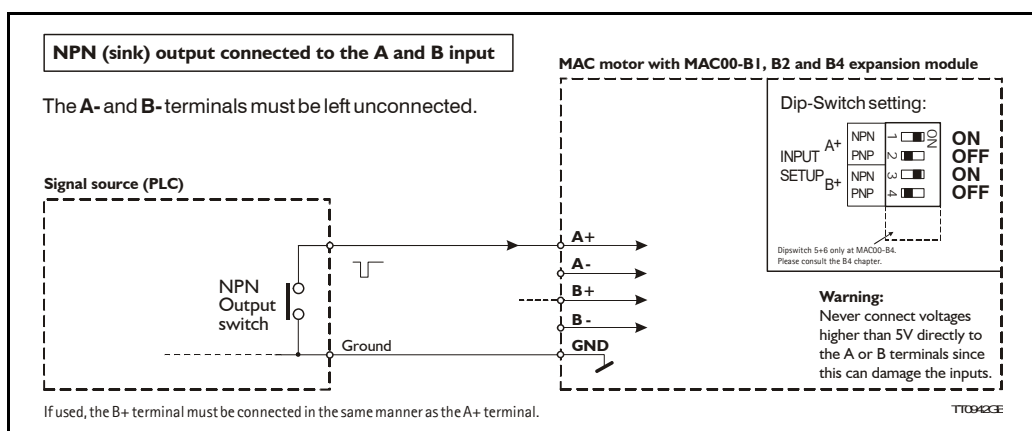 NPN (sink) output connected to the A and B input
The A- and B- terminals must be left unconnected.
MAC motor with MAC00-B1, B2 and B4 expansion module
Dip-Switch setting:
INPUT
SETUP
A+
B+
NPN
PNP
NPN
PNP
1
2
3
4
ON
ON
OFF
ON
OFF
Dipswitch 5+6 only at MAC00-B4.
Please consult the B4 chapter.
Signal source (PLC)
NPN
Output
switch
Ground
A+
A-
B+
B-
GND
Warning:
Never connect voltages
higher than 5V directly to
the A or B terminals since
this can damage the inputs.
If used, the B+ terminal must be connected in the same manner as the A+ terminal.
TT0942GE